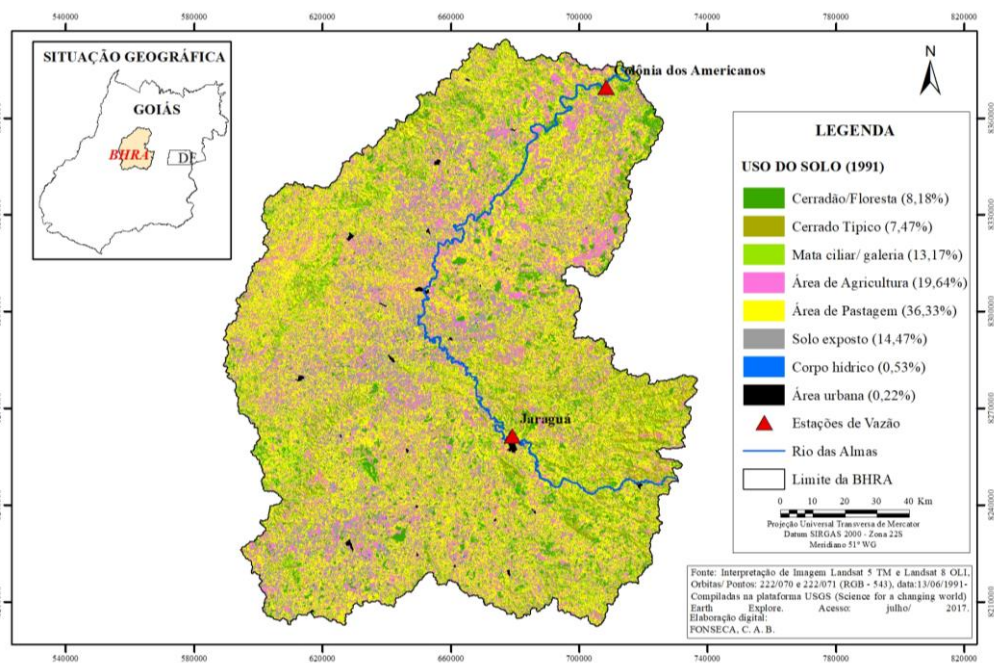 540000 580000 620000 660000 700000 740000 780000 820000
SITUAÇÃO GEOGRÁFICA
GOIÁS
BHRA
DF
Colônia dos Americanos
Jaraguá
N
LEGENDA
USO DO SOLO (1991)
Cerradão/Floresta (8,18%)
Cerrado Típico (7,47%)
Mata ciliar/ galeria (13,17%)
Área de Agricultura (19,64%)
Área de Pastagem (36,33%)
Solo exposto (14,47%)
Corpo hídrico (0,53%)
Área urbana (0,22%)
Estações de Vazão
Rio das Almas
Limite da BHRA
0 10 20 30 40 Km
Projeção Universal Transversa de Mercator
Datum SIRGAS 2000 - Zona 22S
Meridiano 51° WG
8360000
8330000
8300000
8270000
8240000
8210000
Fonte: Interpretação de Imagem Landsat 5 TM e Landsat 8 OLI,
Orbitas/ Pontos: 222/070 e 222/071 (RGB - 543), data:13/06/1991-
Compiladas na plataforma USGS (Science for a changing world)
Earth Explore. Acesso: julho/ 2017.
Elaboração digital:
FONSECA, C. A. B.
540000 580000 620000 660000 700000 740000 780000 820000